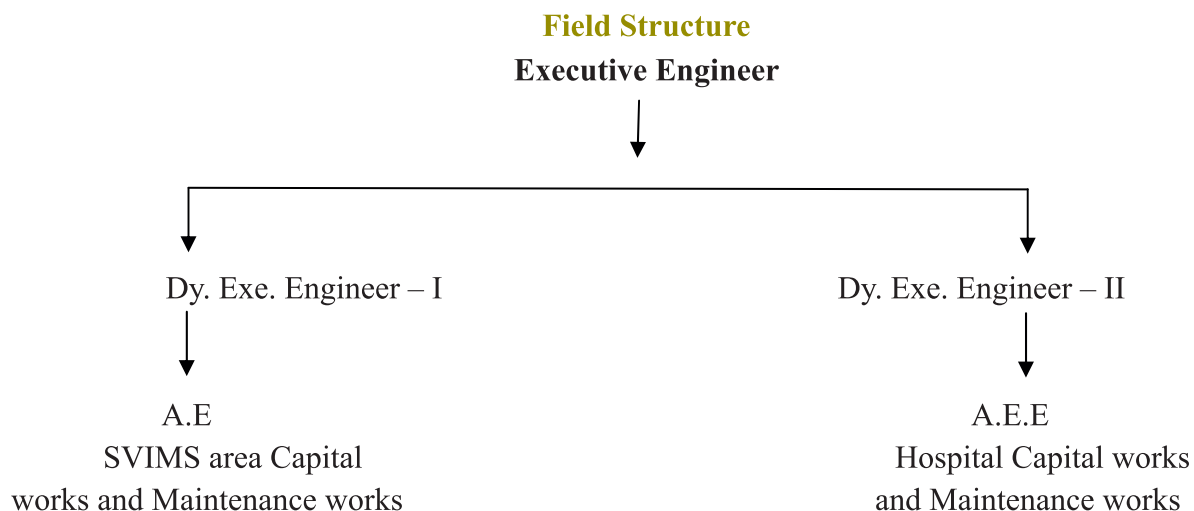 Field Structure
Executive Engineer
Dy. Exe. Engineer – I
Dy. Exe. Engineer – II
A.E
SVIMS area Capital
works and Maintenance works
A.E.E
Hospital Capital works
and Maintenance works